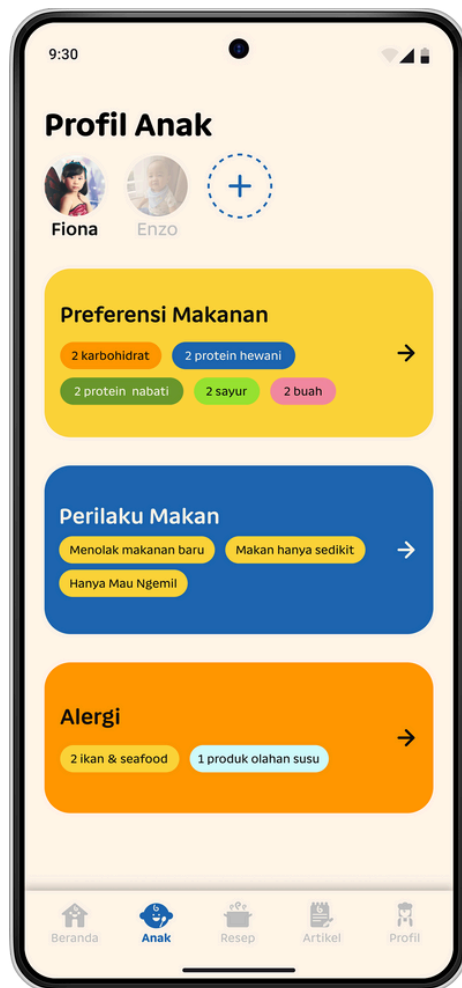 9:30
Profil Anak
Fiona
Enzo
Preferensi Makanan
2 karbohidrat
2 protein hewani
2 protein nabati
2 sayur
2 buah
Perilaku Makan
Menolak makanan baru
Makan hanya sedikit
Hanya Mau Ngemil
Alergi
2 ikan & seafood
1 produk olahan susu
Beranda
Anak
Resep
Artikel
Profil